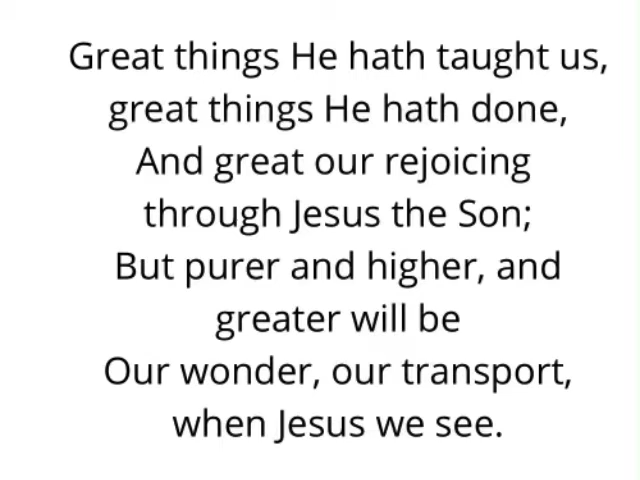 Great things He hath taught us,
great things He hath done,
And great our rejoicing
through Jesus the Son;
But purer and higher, and
greater will be
Our wonder, our transport,
when Jesus we see.